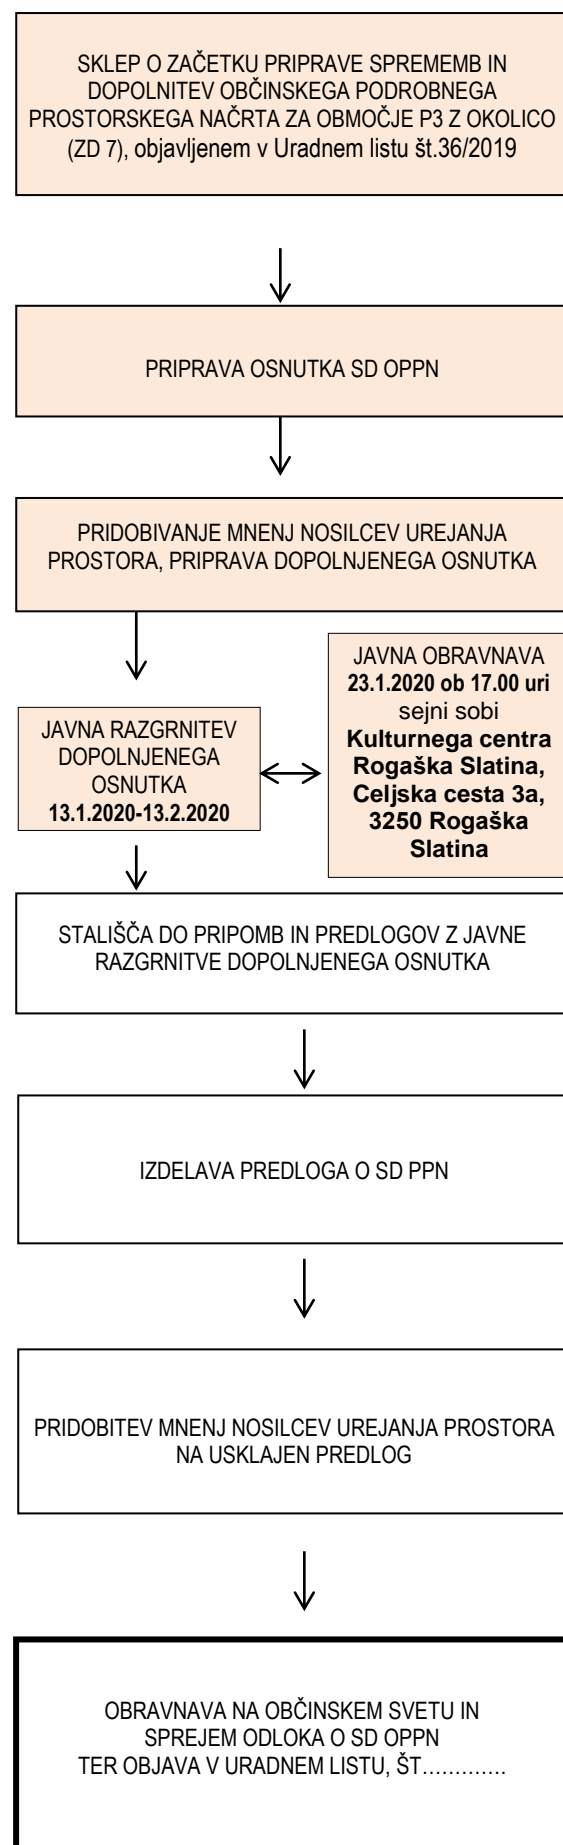 SKLEP O ZAČETKU PRIPRAVE SPREMEMB IN
DOPOLNITEV OBČINSKEGA PODROBNEGA
PROSTORSKEGA NAČRTA ZA OBMOČJE P3 Z OKOLICO
(ZD 7), objavljenem v Uradnem listu št.36/2019
PRIPRAVA OSNUTKA SD OPPN
PRIDOBIVANJE MNENJ NOSILCEV UREJANJA
PROSTORA, PRIPRAVA DOPOLNJENEGA OSNUTKA
JAVNA RAZGRNITEV
DOPOLNJENEGA
OSNUTKA
13.1.2020-13.2.2020
JAVNA OBRAVNAVA
23.1.2020 ob 17.00 uri
sejni sobi
Kulturnega centra
Rogaška Slatina,
Celjska cesta 3a,
3250 Rogaška
Slatina
STALIŠČA DO PRIPOMB IN PREDLOGOV Z JAVNE
RAZGRNITVE DOPOLNJENEGA OSNUTKA
IZDELAVA PREDLOGA O SD PPN
PRIDOBITEV MNENJ NOSILCEV UREJANJA PROSTORA
NA USKLAJEN PREDLOG
OBRAVNAVA NA OBČINSKEM SVETU IN
SPREJEM ODLOKA O SD OPPN
TER OBJAVA V URADNEM LISTU, ŠT.............